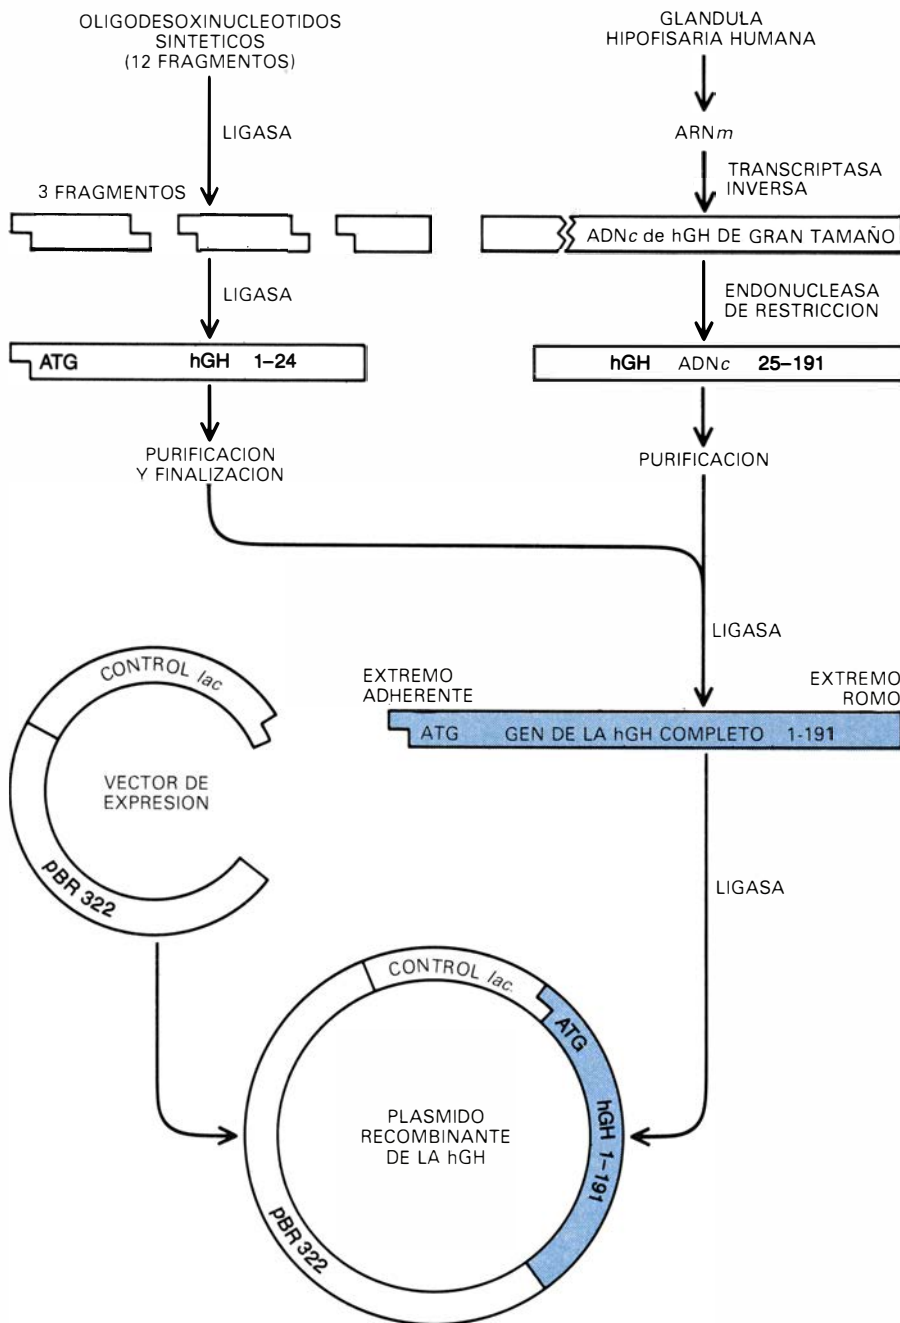 OLIGODESOXINUCLEOTIDOS
SINTETICOS
(12 FRAGMENTOS)
GLANDULA
HIPOFISARIA HUMANA
LIGASA
ARNm
TRANSCRIPTASA
INVERSA
3 FRAGMENTOS
ADNc de hGH DE GRAN TAMAÑO
LIGASA
ENDONUCLEASA
DE RESTRICCION
ATG hGH 1–24
hGH ADNc 25–191
PURIFICACION
Y FINALIZACION
PURIFICACION
LIGASA
EXTREMO
ADHERENTE
EXTREMO
ROMO
ATG GEN DE LA hGH COMPLETO 1-191
CONTROL lac
VECTOR DE
EXPRESION
pBR 322
LIGASA
CONTROL lac.
ATG
hGH 1–191
PLASMIDO
RECOMBINANTE
DE LA hGH
pBR 322